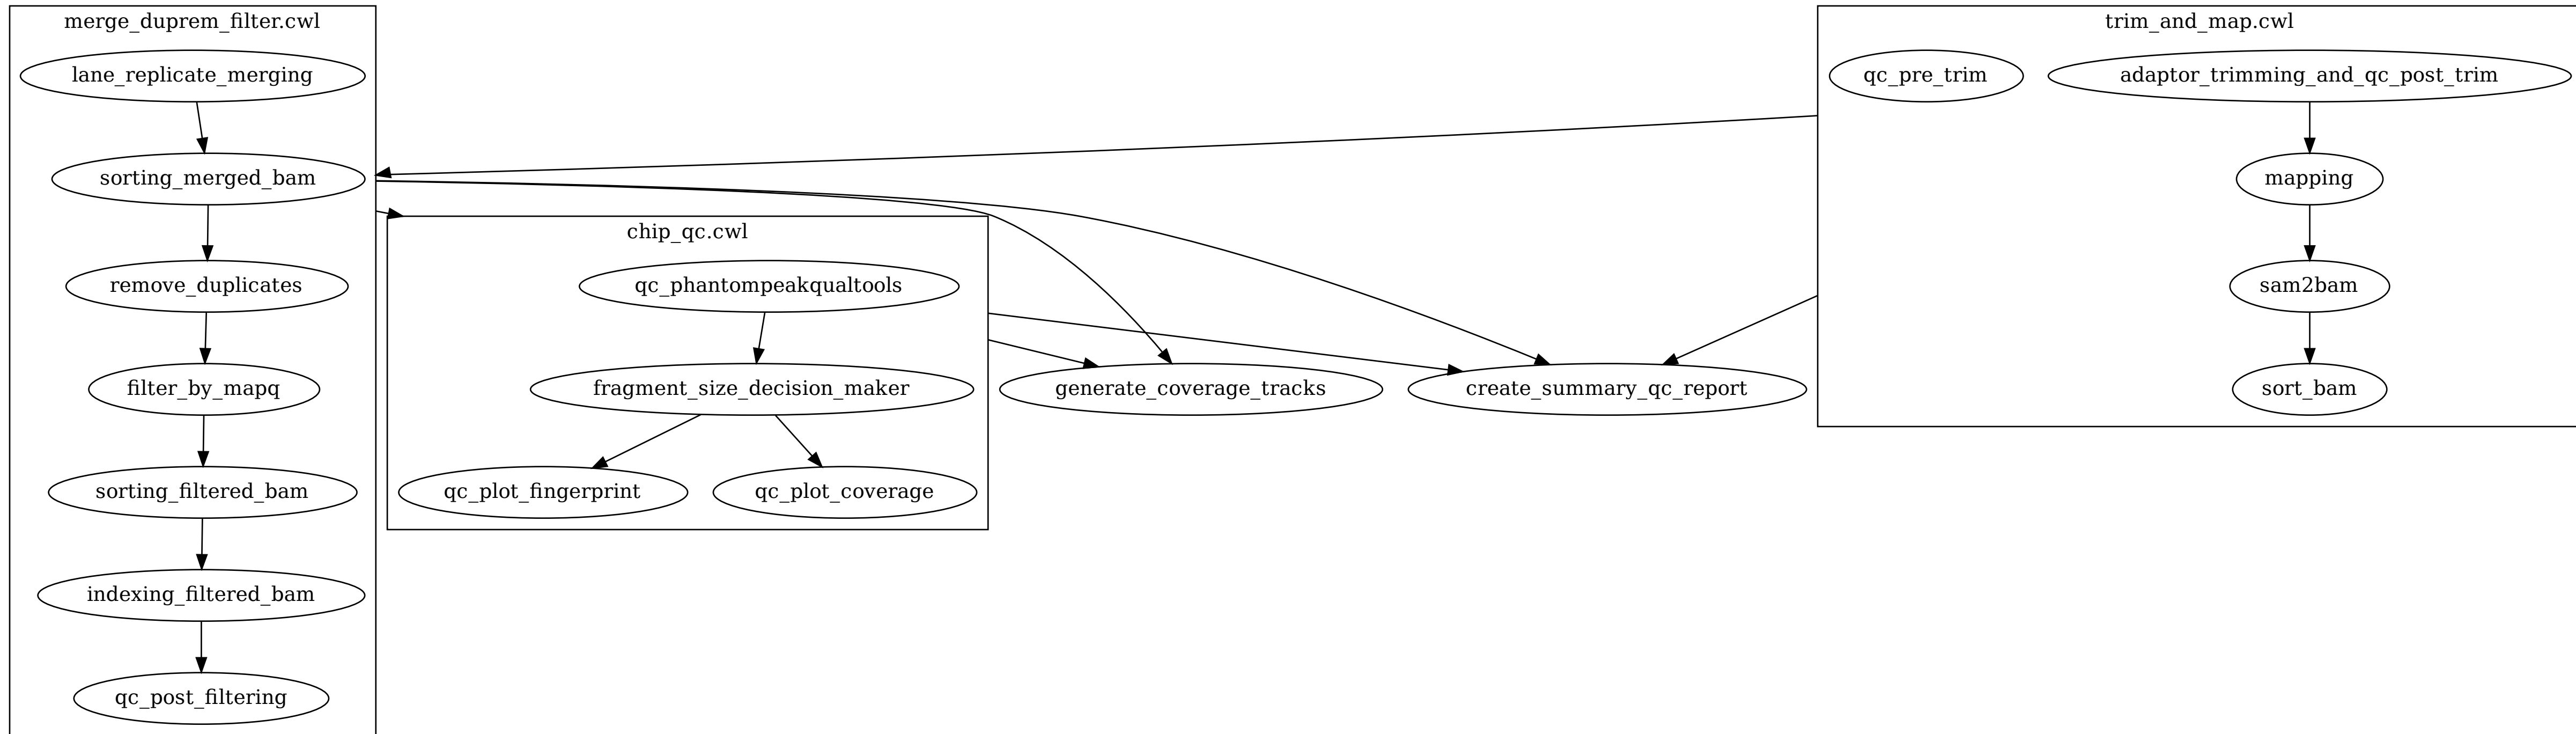 merge_duprem_filter.cwl
lane_replicate_merging
sorting_merged_bam
remove_duplicates
filter_by_mapq
sorting_filtered_bam
indexing_filtered_bam
qc_post_filtering
chip_qc.cwl
qc_phantompeakqualtools
fragment_size_decision_maker
qc_plot_fingerprint
qc_plot_coverage
generate_coverage_tracks
create_summary_qc_report
trim_and_map.cwl
qc_pre_trim
adaptor_trimming_and_qc_post_trim
mapping
sam2bam
sort_bam